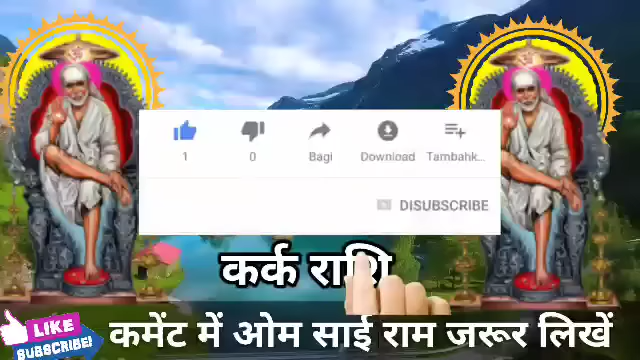 1 0 Bagi Download Tambahk...
DISUBSCRIBE
कर्क राशि
LIKE
SUBSCRIBE!
कमेंट में ओम साई राम जरूर लिखें